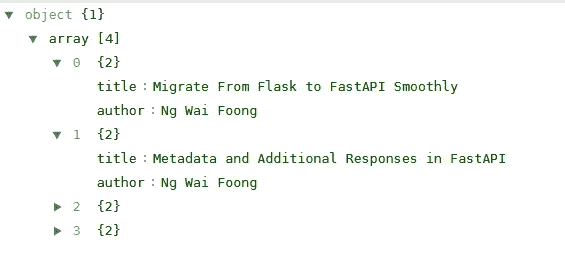 object {1}
array [4]
0 {2}
title : Migrate From Flask to FastAPI Smoothly
author : Ng Wai Foong
1 {2}
title : Metadata and Additional Responses in FastAPI
author : Ng Wai Foong
2 {2}
3 {2}